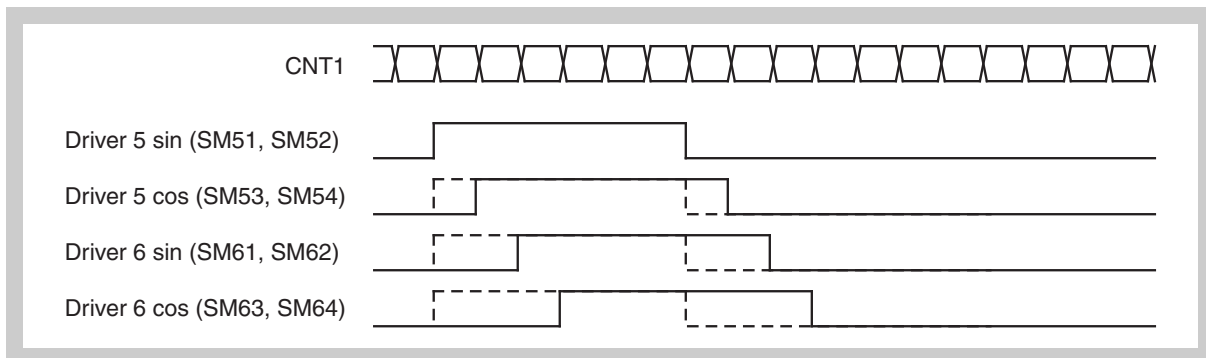 CNT1
Driver 5 sin (SM51, SM52)
Driver 5 cos (SM53, SM54)
Driver 6 sin (SM61, SM62)
Driver 6 cos (SM63, SM64)